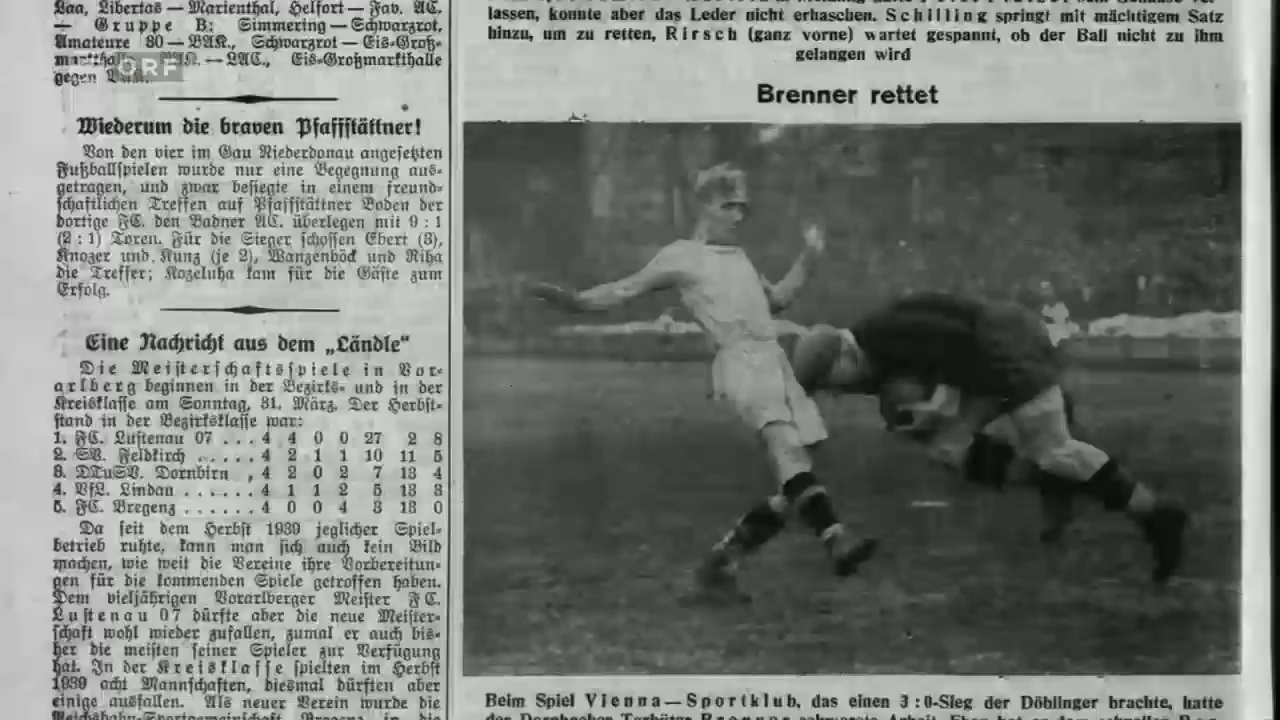 Laa, Libertas — Marienthal, Helfort — Fav. AC.
— Gruppe B: Simmering — Schwarzrot,
Amateure 80 — BAK., Schwarzrot — Eis-Groß-
— LAC., Eis-Großmarkthalle
gegen
ORF
Wiederum die braven Pfaffstättner!
Von den vier im Gau Niederdonau angesetzten
Fußballspielen wurde nur eine Begegnung aus-
getragen, und zwar besiegte in einem freund-
schaftlichen Treffen auf Pfaffstättner Boden der
dortige FC. den Badner AC. überlegen mit 9 : 1
(2 : 1) Toren. Für die Sieger schossen Ebert (3),
Knozer und Kunz (je 2), Wanzenböck und Riha
die Treffer; Kozeluha kam für die Gäste zum
Erfolg.
Eine Nachricht aus dem „Ländle“
Die Meisterschaftsspiele in Vor-
arlberg beginnen in der Bezirks- und in der
Kreisklasse am Sonntag, 31. März. Der Herbst-
stand in der Bezirksklasse war:
1. FC. Lustenau 07 . . . . 4 4 0 0 27 2 8
2. SV. Feldkirch . . . . . . 4 2 1 1 10 11 5
3. DTuSV. Dornbirn , 4 2 0 2 7 13 4
4. VfL. Lindau . . . . . . . 4 1 1 2 5 13 3
5. FC. Bregenz . . . . . . . 4 0 0 4 3 13 0
Da seit dem Herbst 1939 jeglicher Spiel-
betrieb ruhte, kann man sich auch kein Bild
machen, wie weit die Vereine ihre Vorbereitun-
gen für die kommenden Spiele getroffen haben.
Dem vieljährigen Vorarlberger Meister FC.
Lustenau 07 dürfte aber die neue Meister-
schaft wohl wieder zufallen, zumal er auch bis-
her die meisten seiner Spieler zur Verfügung
hat. In der Kreisklasse spielten im Herbst
1939 acht Mannschaften, diesmal dürften aber
einige ausfallen. Als neuer Verein wurde die
Reichsbahn-Sportgemeinschaft Bregenz in die
lassen, konnte aber das Leder nicht erhaschen. Schilling springt mit mächtigem Satz
hinzu, um zu retten, Rirsch (ganz vorne) wartet gespannt, ob der Ball nicht zu ihm
gelangen wird
Brenner rettet
Beim Spiel Vienna — Sportklub, das einen 3 : 0-Sieg der Döblinger brachte, hatte